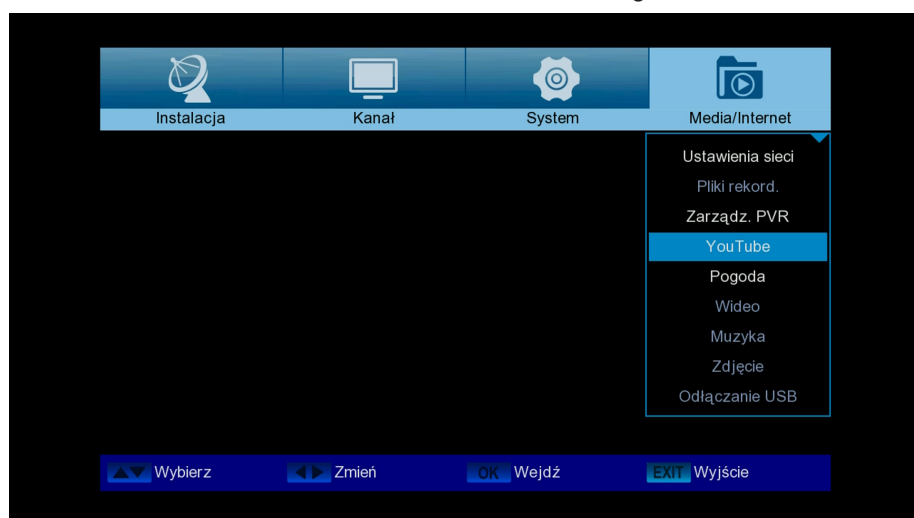 Instalacja Kanał System Media/Internet
Ustawienia sieci
Pliki rekord.
Zarządz. PVR
YouTube
Pogoda
Wideo
Muzyka
Zdjęcie
Odłączanie USB
Wybierz Zmień OK Wejdź EXIT Wyjście